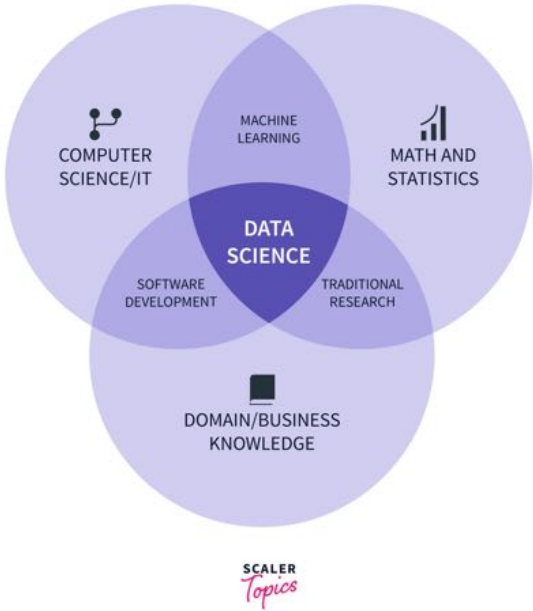 MACHINE
LEARNING
COMPUTER
SCIENCE/IT
MATH AND
STATISTICS
DATA
SCIENCE
SOFTWARE
DEVELOPMENT
TRADITIONAL
RESEARCH
DOMAIN/BUSINESS
KNOWLEDGE
SCALER
Topics